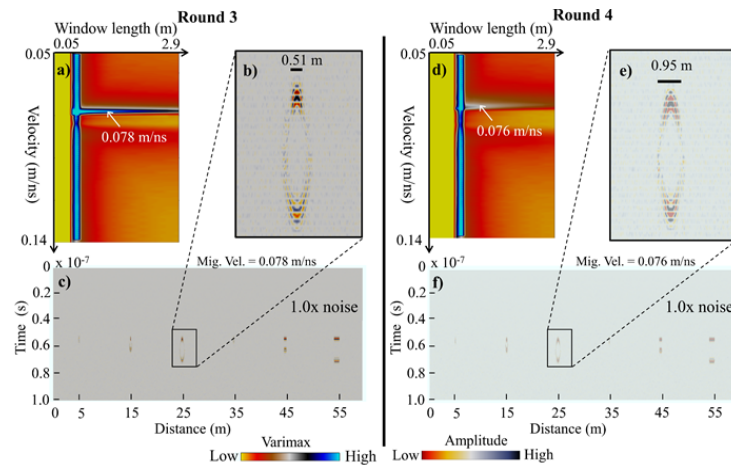 Round 3
Window length (m)
0.05 2.9
0.05
a)
Velocity (m/ns)
0.078 m/ns
0.14
b)
0.51 m
Mig. Vel. = 0.078 m/ns
x 10-7
c)
1.0x noise
Time (s)
0
0.2
0.4
0.6
0.8
1.0
0 5 15 25 35 45 55
Distance (m)
Round 4
Window length (m)
0.05 2.9
0.05
d)
Velocity (m/ns)
0.076 m/ns
0.14
e)
0.95 m
Mig. Vel. = 0.076 m/ns
0 x 10-7
f)
1.0x noise
Time (s)
0.2
0.4
0.6
0.8
1.0
0 5 15 25 35 45 55
Distance (m)
Varimax
Low High
Amplitude
Low High